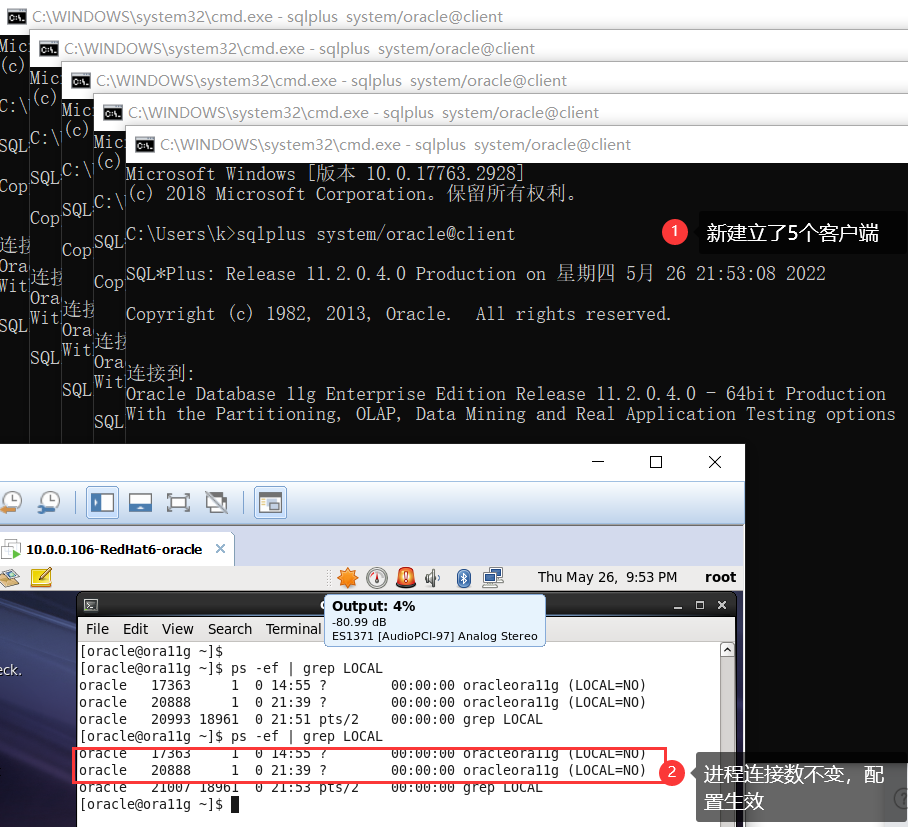 C:\WINDOWS\system32\cmd.exe - sqlplus  system/oracle@client
C:\WINDOWS\system32\cmd.exe - sqlplus  system/oracle@client
C:\WINDOWS\system32\cmd.exe - sqlplus  system/oracle@client
C:\WINDOWS\system32\cmd.exe - sqlplus  system/oracle@client
C:\WINDOWS\system32\cmd.exe - sqlplus  system/oracle@client
Microsoft Windows [版本 10.0.17763.2928]
(c) 2018 Microsoft Corporation。保留所有权利。
C:\Users\k>sqlplus system/oracle@client
1 新建立了5个客户端
SQL*Plus: Release 11.2.0.4.0 Production on 星期四 5月 26 21:53:08 2022
Copyright (c) 1982, 2013, Oracle.  All rights reserved.
连接到:
Oracle Database 11g Enterprise Edition Release 11.2.0.4.0 - 64bit Production
With the Partitioning, OLAP, Data Mining and Real Application Testing options
10.0.0.106-RedHat6-oracle
Thu May 26,  9:53 PM root
Output: 4%
-80.99 dB
ES1371 [AudioPCI-97] Analog Stereo
File Edit View Search Terminal
eck.
[oracle@ora11g ~]$
[oracle@ora11g ~]$ ps -ef | grep LOCAL
oracle   17363     1  0 14:55 ?        00:00:00 oracleora11g (LOCAL=NO)
oracle   20888     1  0 21:39 ?        00:00:00 oracleora11g (LOCAL=NO)
oracle   20993 18961  0 21:51 pts/2    00:00:00 grep LOCAL
[oracle@ora11g ~]$ ps -ef | grep LOCAL
oracle   17363     1  0 14:55 ?        00:00:00 oracleora11g (LOCAL=NO)
oracle   20888     1  0 21:39 ?        00:00:00 oracleora11g (LOCAL=NO)
oracle   21007 18961  0 21:53 pts/2    00:00:00 grep LOCAL
[oracle@ora11g ~]$
2 进程连接数不变，配
置生效